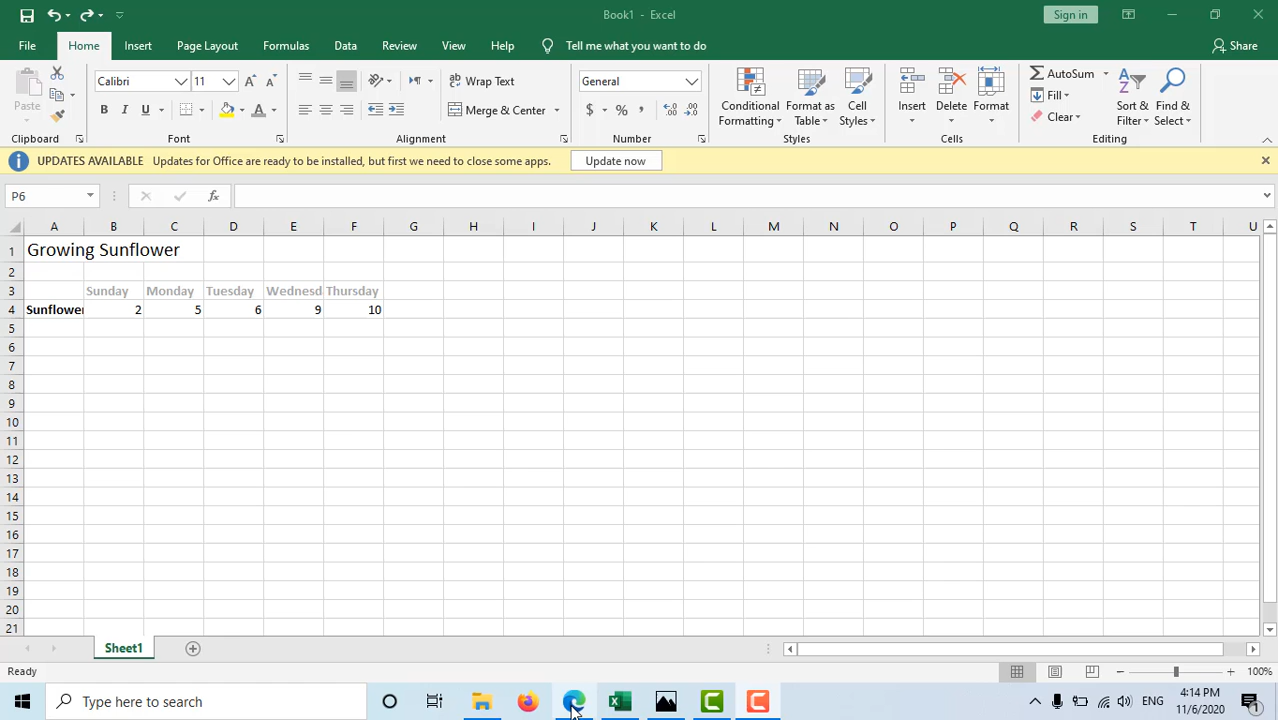 Book1 - Excel
Sign in
File Home Insert Page Layout Formulas Data Review View Help Tell me what you want to do Share
Paste
Calibri 11
B I U
Wrap Text
Merge & Center
General
$ % ,
Conditional Formatting
Format as Table
Cell Styles
Insert Delete Format
AutoSum
Fill
Clear
Sort & Filter
Find & Select
Clipboard Font Alignment Number Styles Cells Editing
UPDATES AVAILABLE Updates for Office are ready to be installed, but first we need to close some apps. Update now
P6 fx
A B C D E F G H I J K L M N O P Q R S T U
1 Growing Sunflower
2
3 Sunday Monday Tuesday Wednesd Thursday
4 Sunflower 2 5 6 9 10
5
6
7
8
9
10
11
12
13
14
15
16
17
18
19
20
21
Sheet1
Ready 100%
Type here to search
ENG
4:14 PM
11/6/2020
1